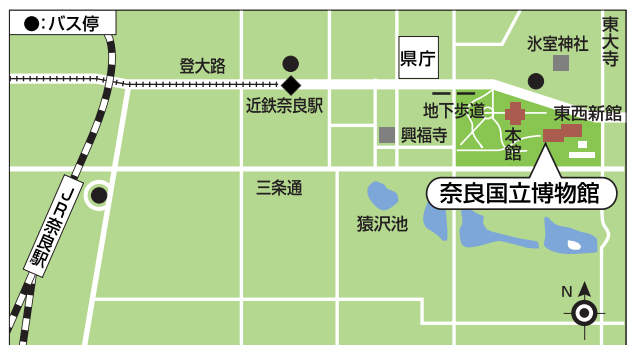 ●：バス停
東大寺
氷室神社
県庁
登大路
近鉄奈良駅
地下歩道
東西新館
本館
興福寺
三条通
奈良国立博物館
JR奈良駅
猿沢池
N